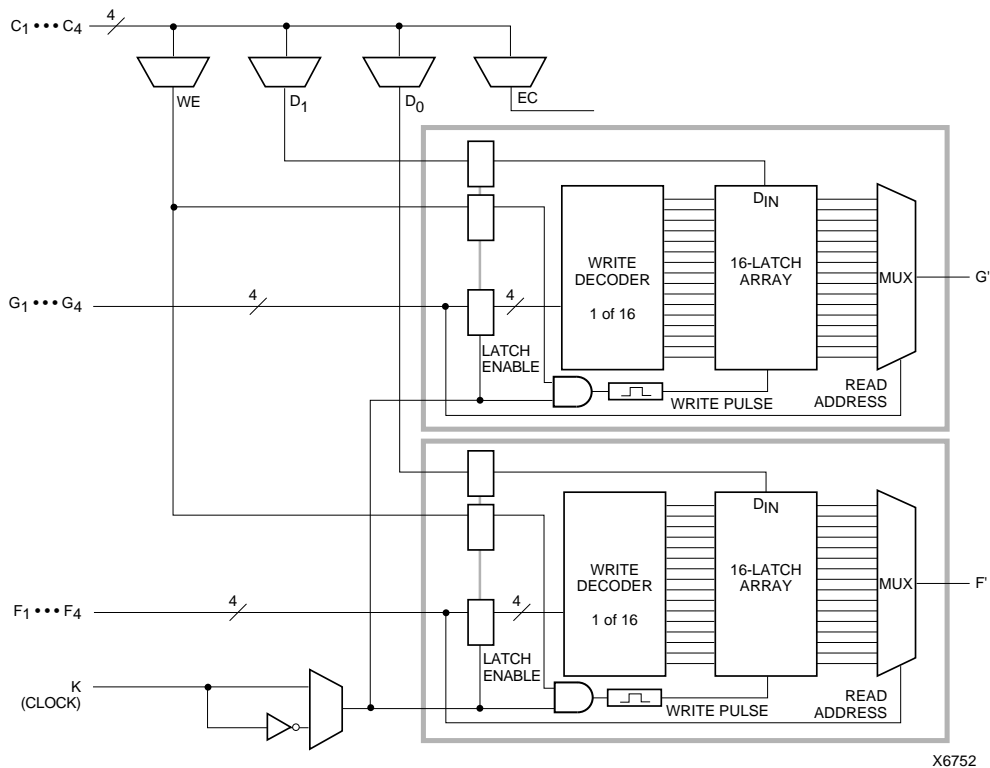 C1 • • • C4
4
WE
D1
D0
EC
DIN
WRITE
DECODER
1 of 16
16-LATCH
ARRAY
MUX
G'
G1 • • • G4
4
4
LATCH
ENABLE
WRITE PULSE
READ
ADDRESS
DIN
WRITE
DECODER
1 of 16
16-LATCH
ARRAY
MUX
F'
F1 • • • F4
4
4
LATCH
ENABLE
WRITE PULSE
READ
ADDRESS
K
(CLOCK)
X6752